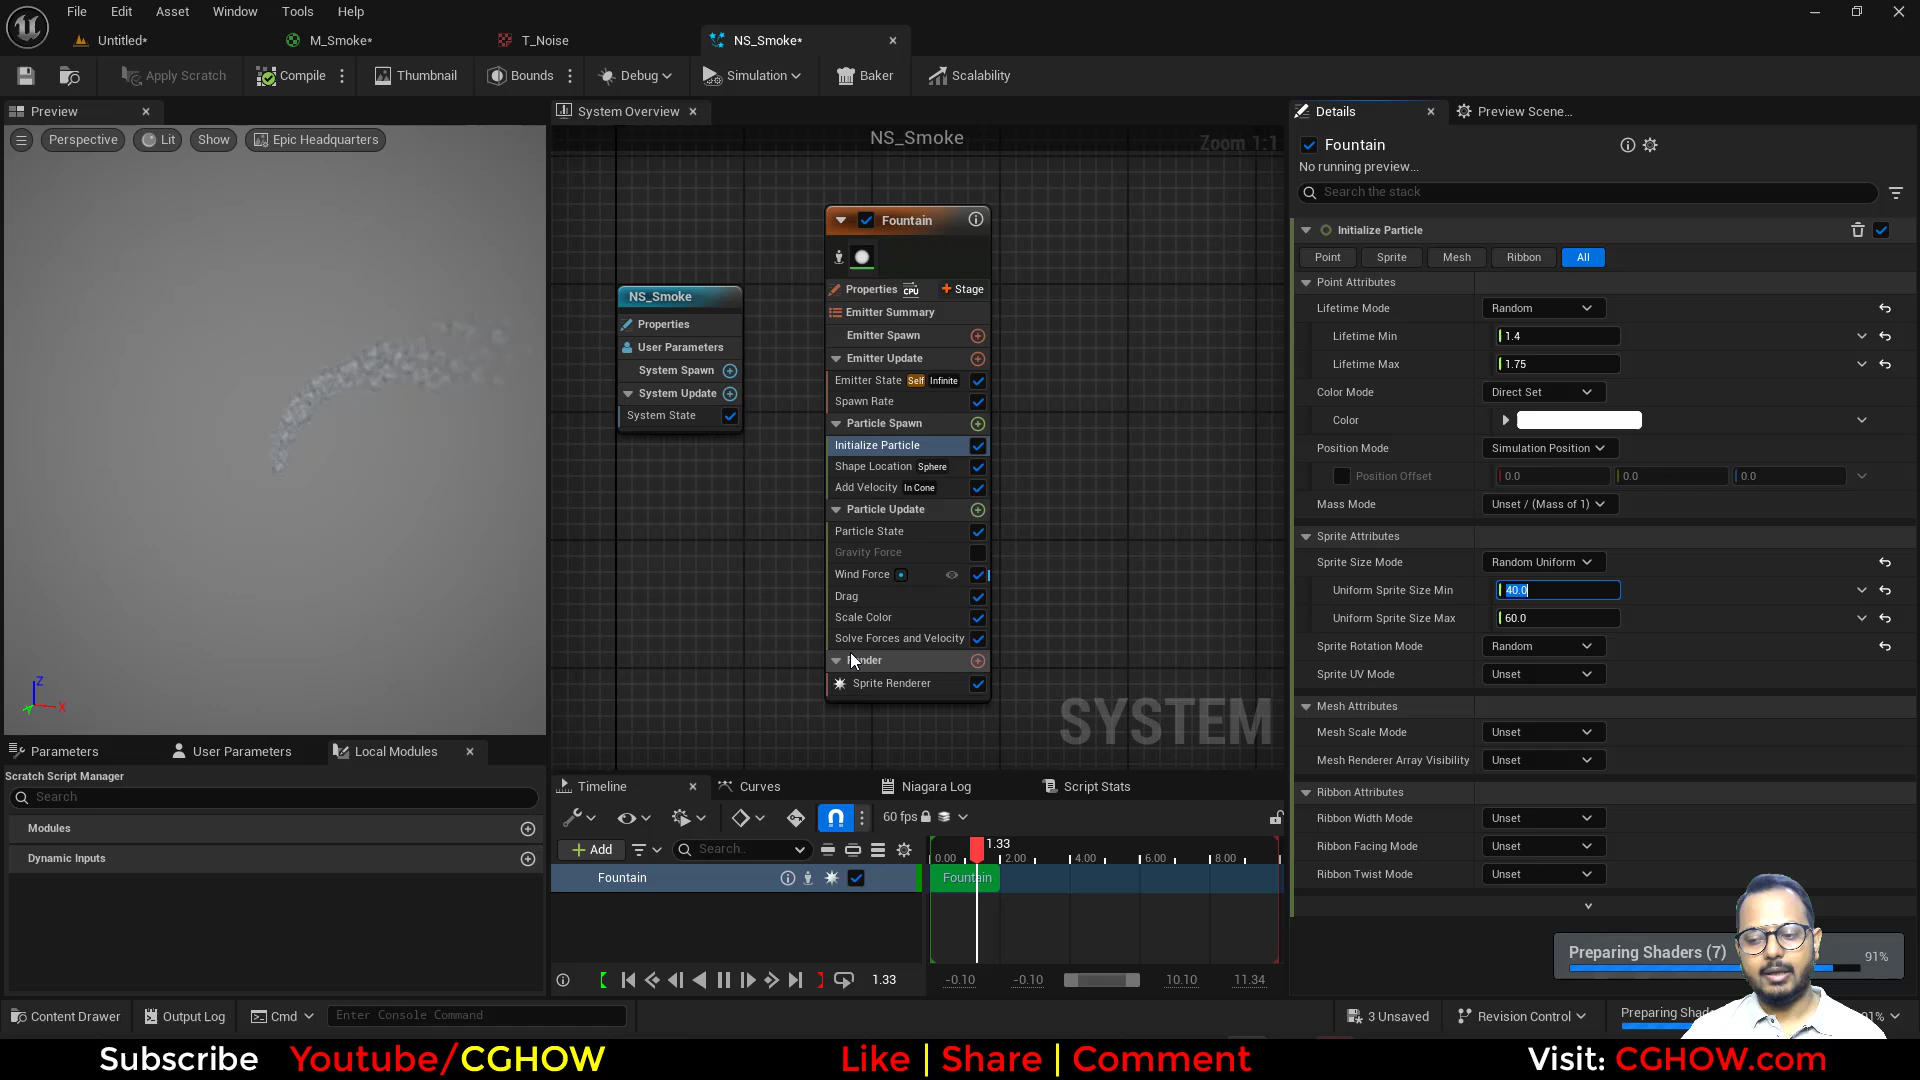 File Edit Asset Window Tools Help
Untitled* M_Smoke* T_Noise NS_Smoke*
Apply Scratch Compile Thumbnail Bounds Debug Simulation Baker Scalability
Preview System Overview Details Preview Scene...
Perspective Lit Show Epic Headquarters
NS_Smoke Zoom 1:1
Fountain
No running preview...
Search the stack
Initialize Particle
Point Sprite Mesh Ribbon All
Point Attributes
Lifetime Mode Random
Lifetime Min 1.4
Lifetime Max 1.75
Color Mode Direct Set
Color
Position Mode Simulation Position
Position Offset 0.0 0.0 0.0
Mass Mode Unset / (Mass of 1)
Sprite Attributes
Sprite Size Mode Random Uniform
Uniform Sprite Size Min 40.0
Uniform Sprite Size Max 60.0
Sprite Rotation Mode Random
Sprite UV Mode Unset
Mesh Attributes
Mesh Scale Mode Unset
Mesh Renderer Array Visibility Unset
Ribbon Attributes
Ribbon Width Mode Unset
Ribbon Facing Mode Unset
Ribbon Twist Mode Unset
NS_Smoke
Properties
User Parameters
System Spawn
System Update
System State
Fountain
Properties CPU Stage
Emitter Summary
Emitter Spawn
Emitter Update
Emitter State Self Infinite
Spawn Rate
Particle Spawn
Initialize Particle
Shape Location Sphere
Add Velocity In Cone
Particle Update
Particle State
Gravity Force
Wind Force
Drag
Scale Color
Solve Forces and Velocity
Sprite Renderer
SYSTEM
Z
X
Parameters User Parameters Local Modules
Scratch Script Manager
Search
Modules
Dynamic Inputs
Timeline Curves Niagara Log Script Stats
60 fps
Add Search.. 1.33
0.00 2.00 4.00 6.00 8.00
Fountain Fountain
1.33 -0.10 -0.10 10.10 11.34
Preparing Shaders (7) 91%
Content Drawer Output Log Cmd Enter Console Command 3 Unsaved Revision Control Preparing
Subscribe Youtube/CGHOW Like | Share | Comment Visit: CGHOW.com